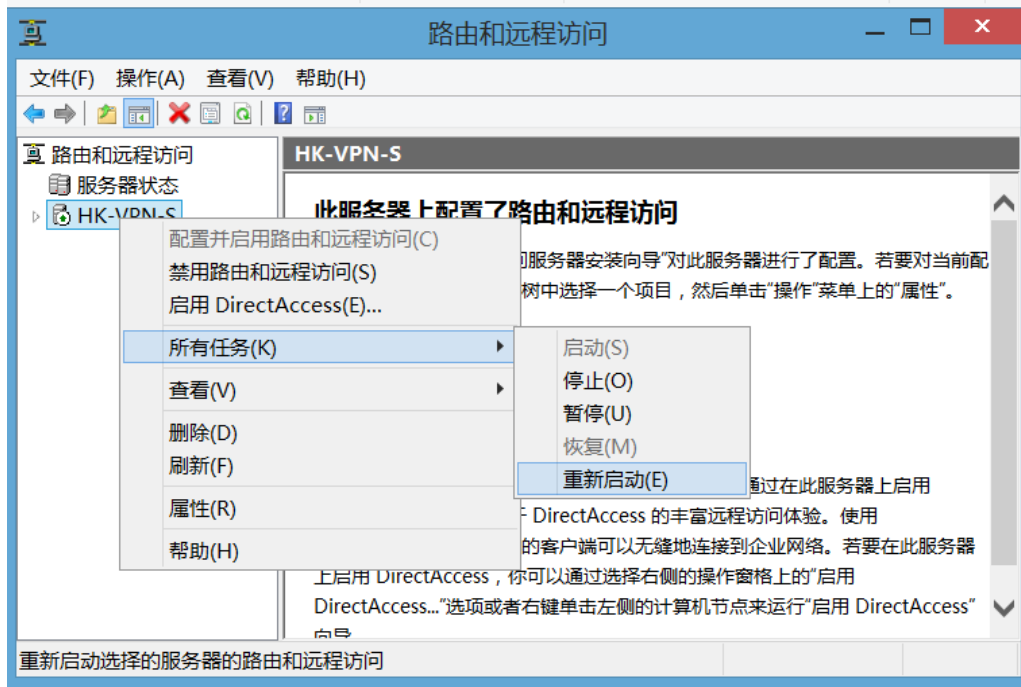 路由和远程访问
文件(F) 操作(A) 查看(V) 帮助(H)
路由和远程访问
服务器状态
HK-VPN-S
HK-VPN-S
此服务器上配置了路由和远程访问
服务器安装向导”对此服务器进行了配置。若要对当前配
树中选择一个项目，然后单击“操作”菜单上的“属性”。
配置并启用路由和远程访问(C)
禁用路由和远程访问(S)
启用 DirectAccess(E)...
所有任务(K)
查看(V)
删除(D)
刷新(F)
属性(R)
帮助(H)
启动(S)
停止(O)
暂停(U)
恢复(M)
重新启动(E)
通过在此服务器上启用
DirectAccess 的丰富远程访问体验。使用
的客户端可以无缝地连接到企业网络。若要在此服务器
上启用 DirectAccess，你可以通过选择右侧的操作窗格上的“启用
DirectAccess...”选项或者右键单击左侧的计算机节点来运行“启用 DirectAccess”
向导
重新启动选择的服务器的路由和远程访问